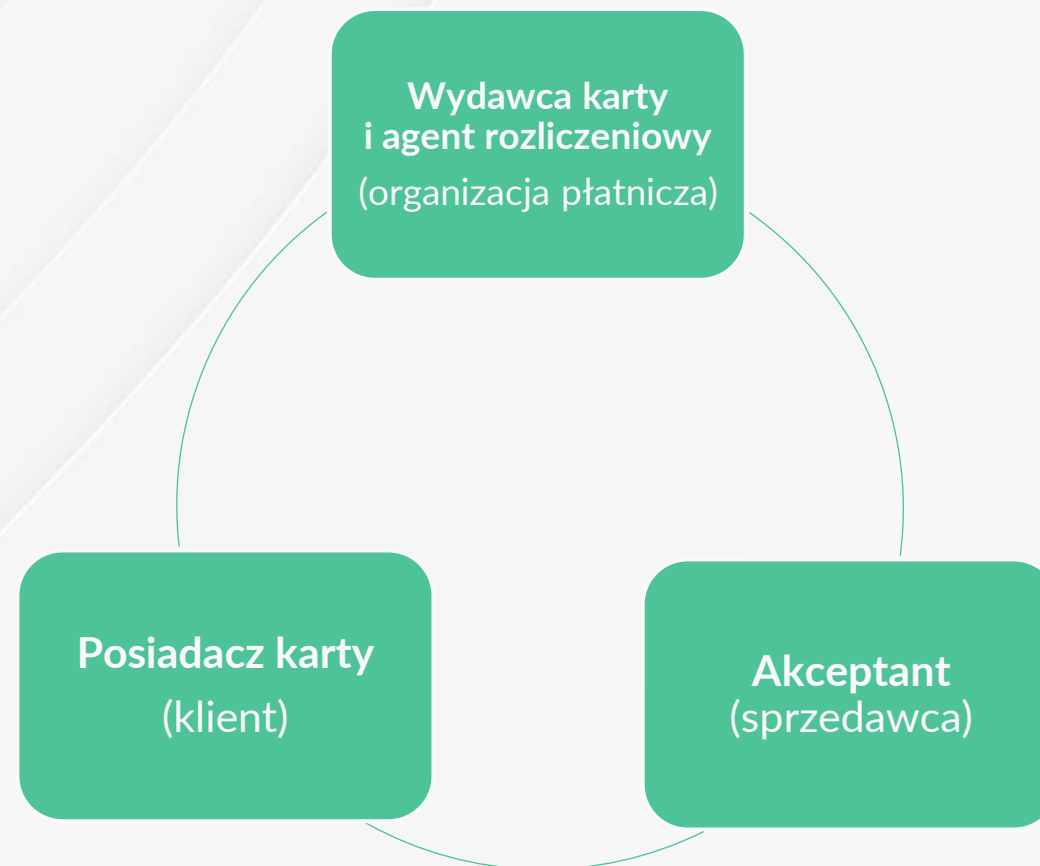 Wydawca karty
i agent rozliczeniowy
(organizacja płatnicza)
Posiadacz karty
(klient)
Akceptant
(sprzedawca)